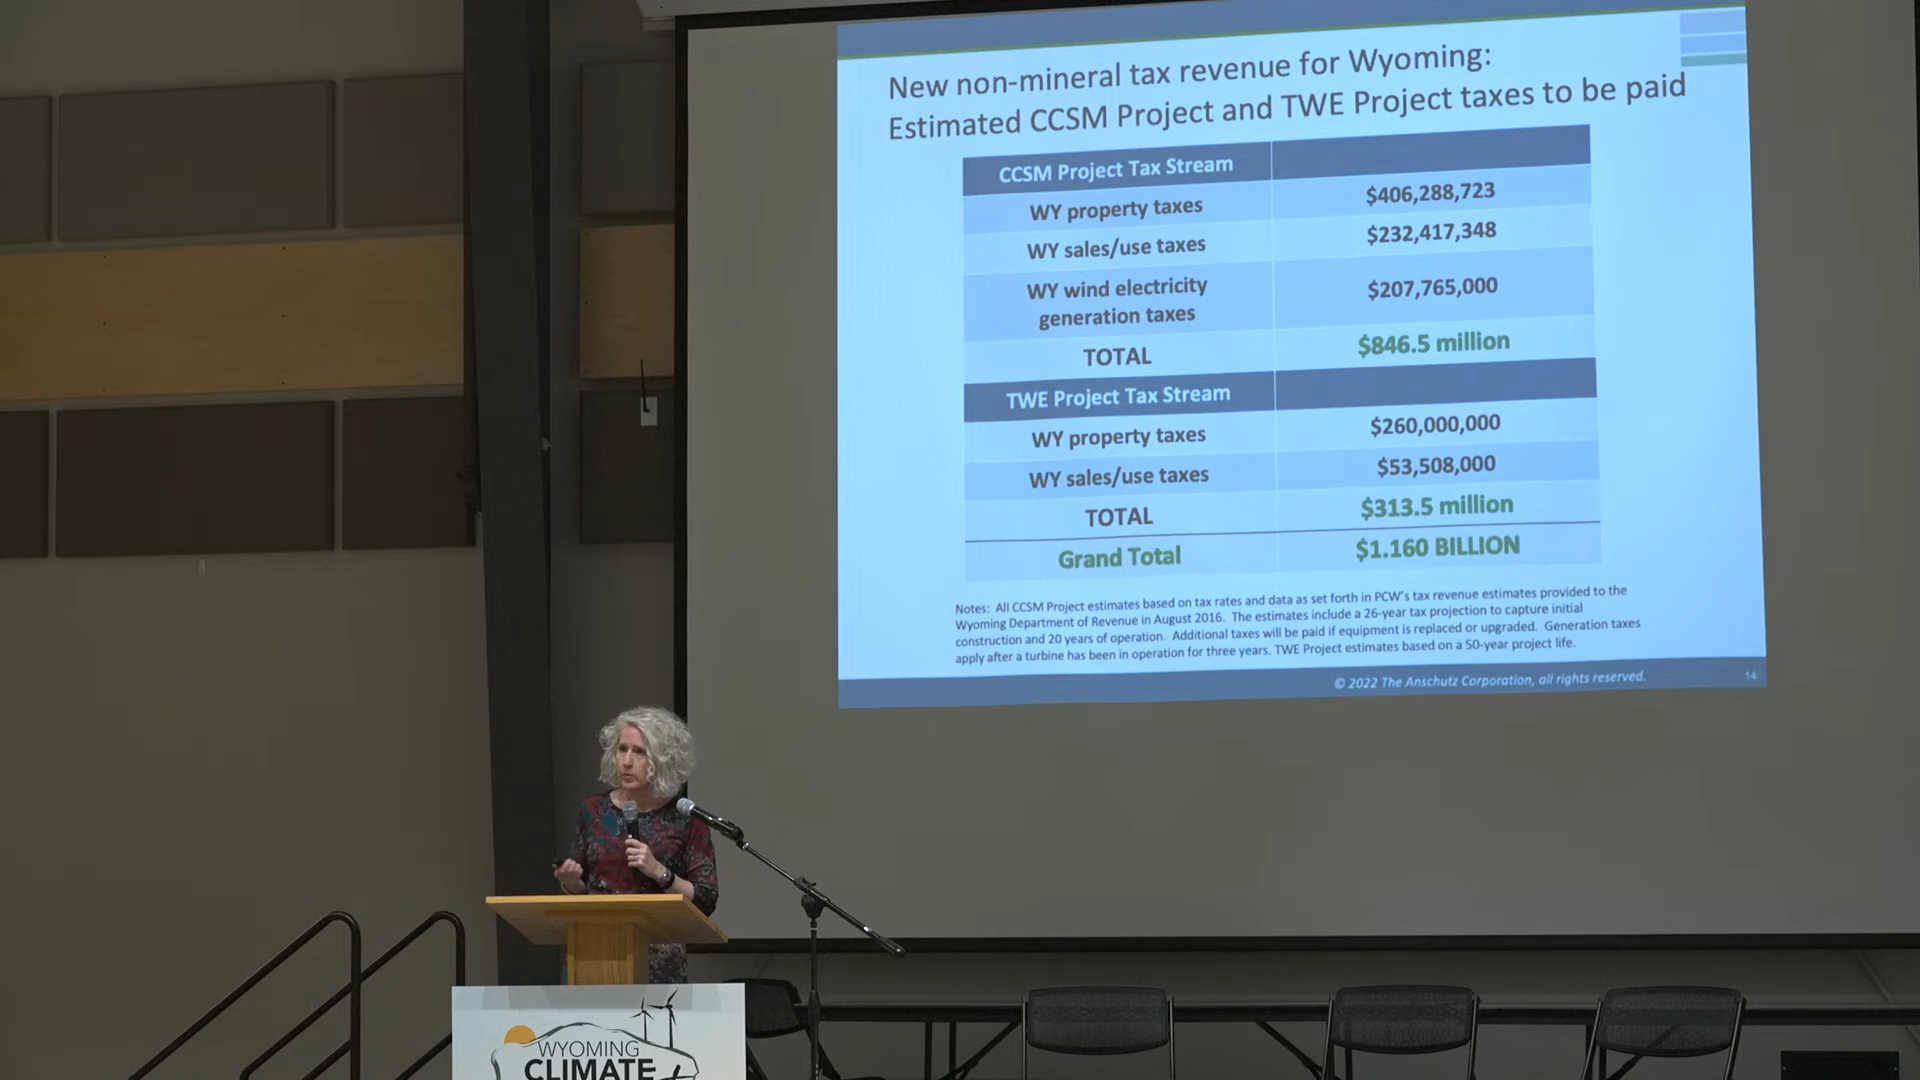 New non-mineral tax revenue for Wyoming:
Estimated CCSM Project and TWE Project taxes to be paid
CCSM Project Tax Stream
WY property taxes $406,288,723
WY sales/use taxes $232,417,348
WY wind electricity
generation taxes $207,765,000
TOTAL $846.5 million
TWE Project Tax Stream
WY property taxes $260,000,000
WY sales/use taxes $53,508,000
TOTAL $313.5 million
Grand Total $1.160 BILLION
Notes: All CCSM Project estimates based on tax rates and data as set forth in PCW's tax revenue estimates provided to the
Wyoming Department of Revenue in August 2016. The estimates include a 26-year tax projection to capture initial
construction and 20 years of operation. Additional taxes will be paid if equipment is replaced or upgraded. Generation taxes
apply after a turbine has been in operation for three years. TWE Project estimates based on a 50-year project life.
© 2022 The Anschutz Corporation, all rights reserved. 14
WYOMING
CLIMATE